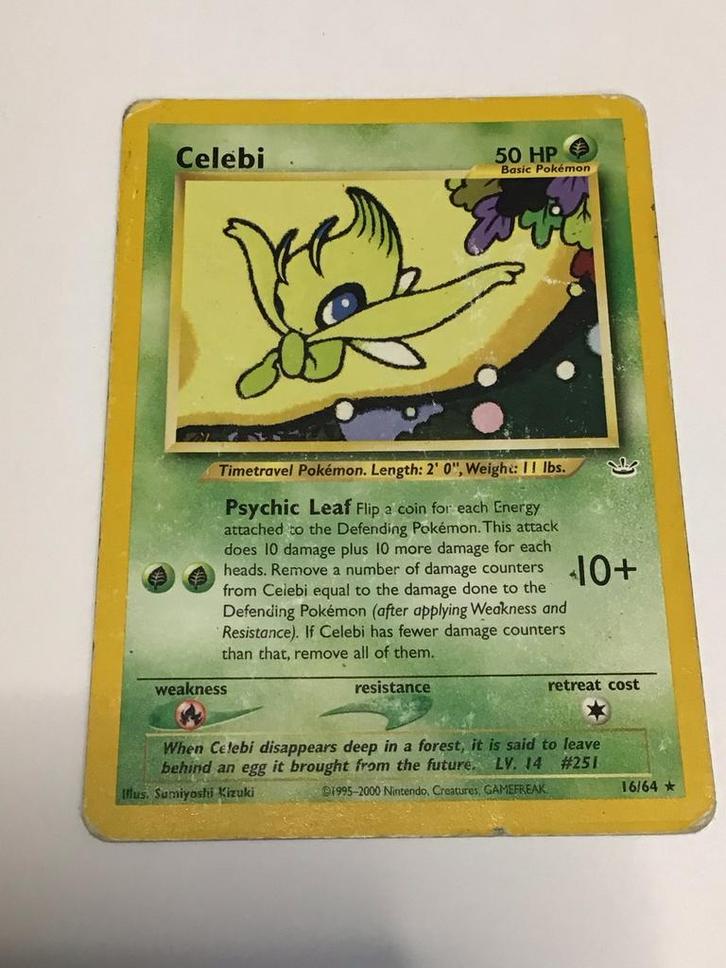 Celebi
50 HP
Basic Pokémon
Timetravel Pokémon. Length: 2' 0", Weight: 11 lbs.
Psychic Leaf Flip a coin for each Energy
attached to the Defending Pokémon. This attack
does 10 damage plus 10 more damage for each
heads. Remove a number of damage counters
from Celebi equal to the damage done to the
Defending Pokémon (after applying Weakness and
Resistance). If Celebi has fewer damage counters
than that, remove all of them.
10+
weakness
resistance
retreat cost
When Celebi disappears deep in a forest, it is said to leave
behind an egg it brought from the future. LV. 14 #251
Illus. Sumiyoshi Kizuki
©1995-2000 Nintendo, Creatures, GAMEFREAK.
16/64 ★